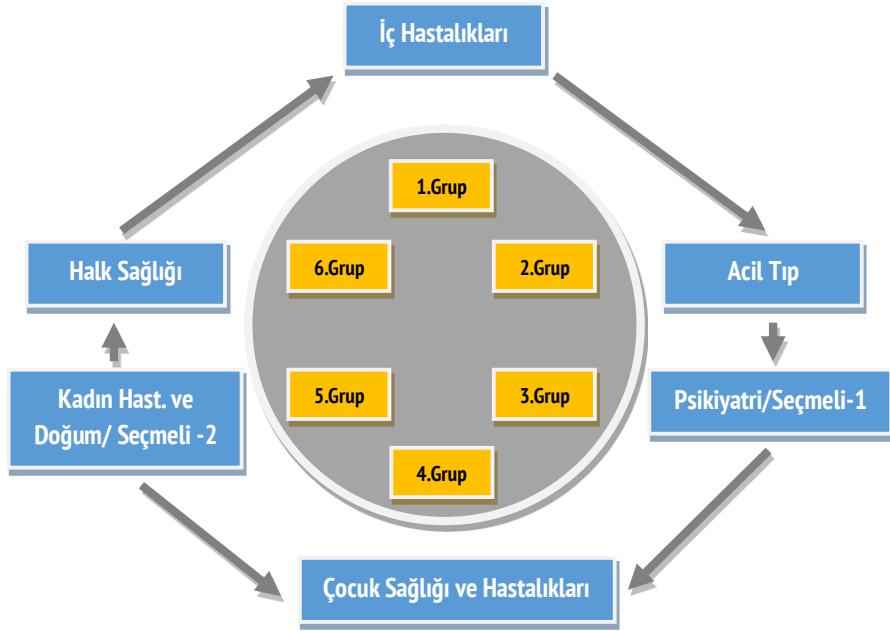 İç Hastalıkları
1.Grup
Halk Sağlığı
6.Grup
2.Grup
Acil Tıp
Kadın Hast. ve
Doğum/ Seçmeli -2
5.Grup
3.Grup
Psikiyatri/Seçmeli-1
4.Grup
Çocuk Sağlığı ve Hastalıkları